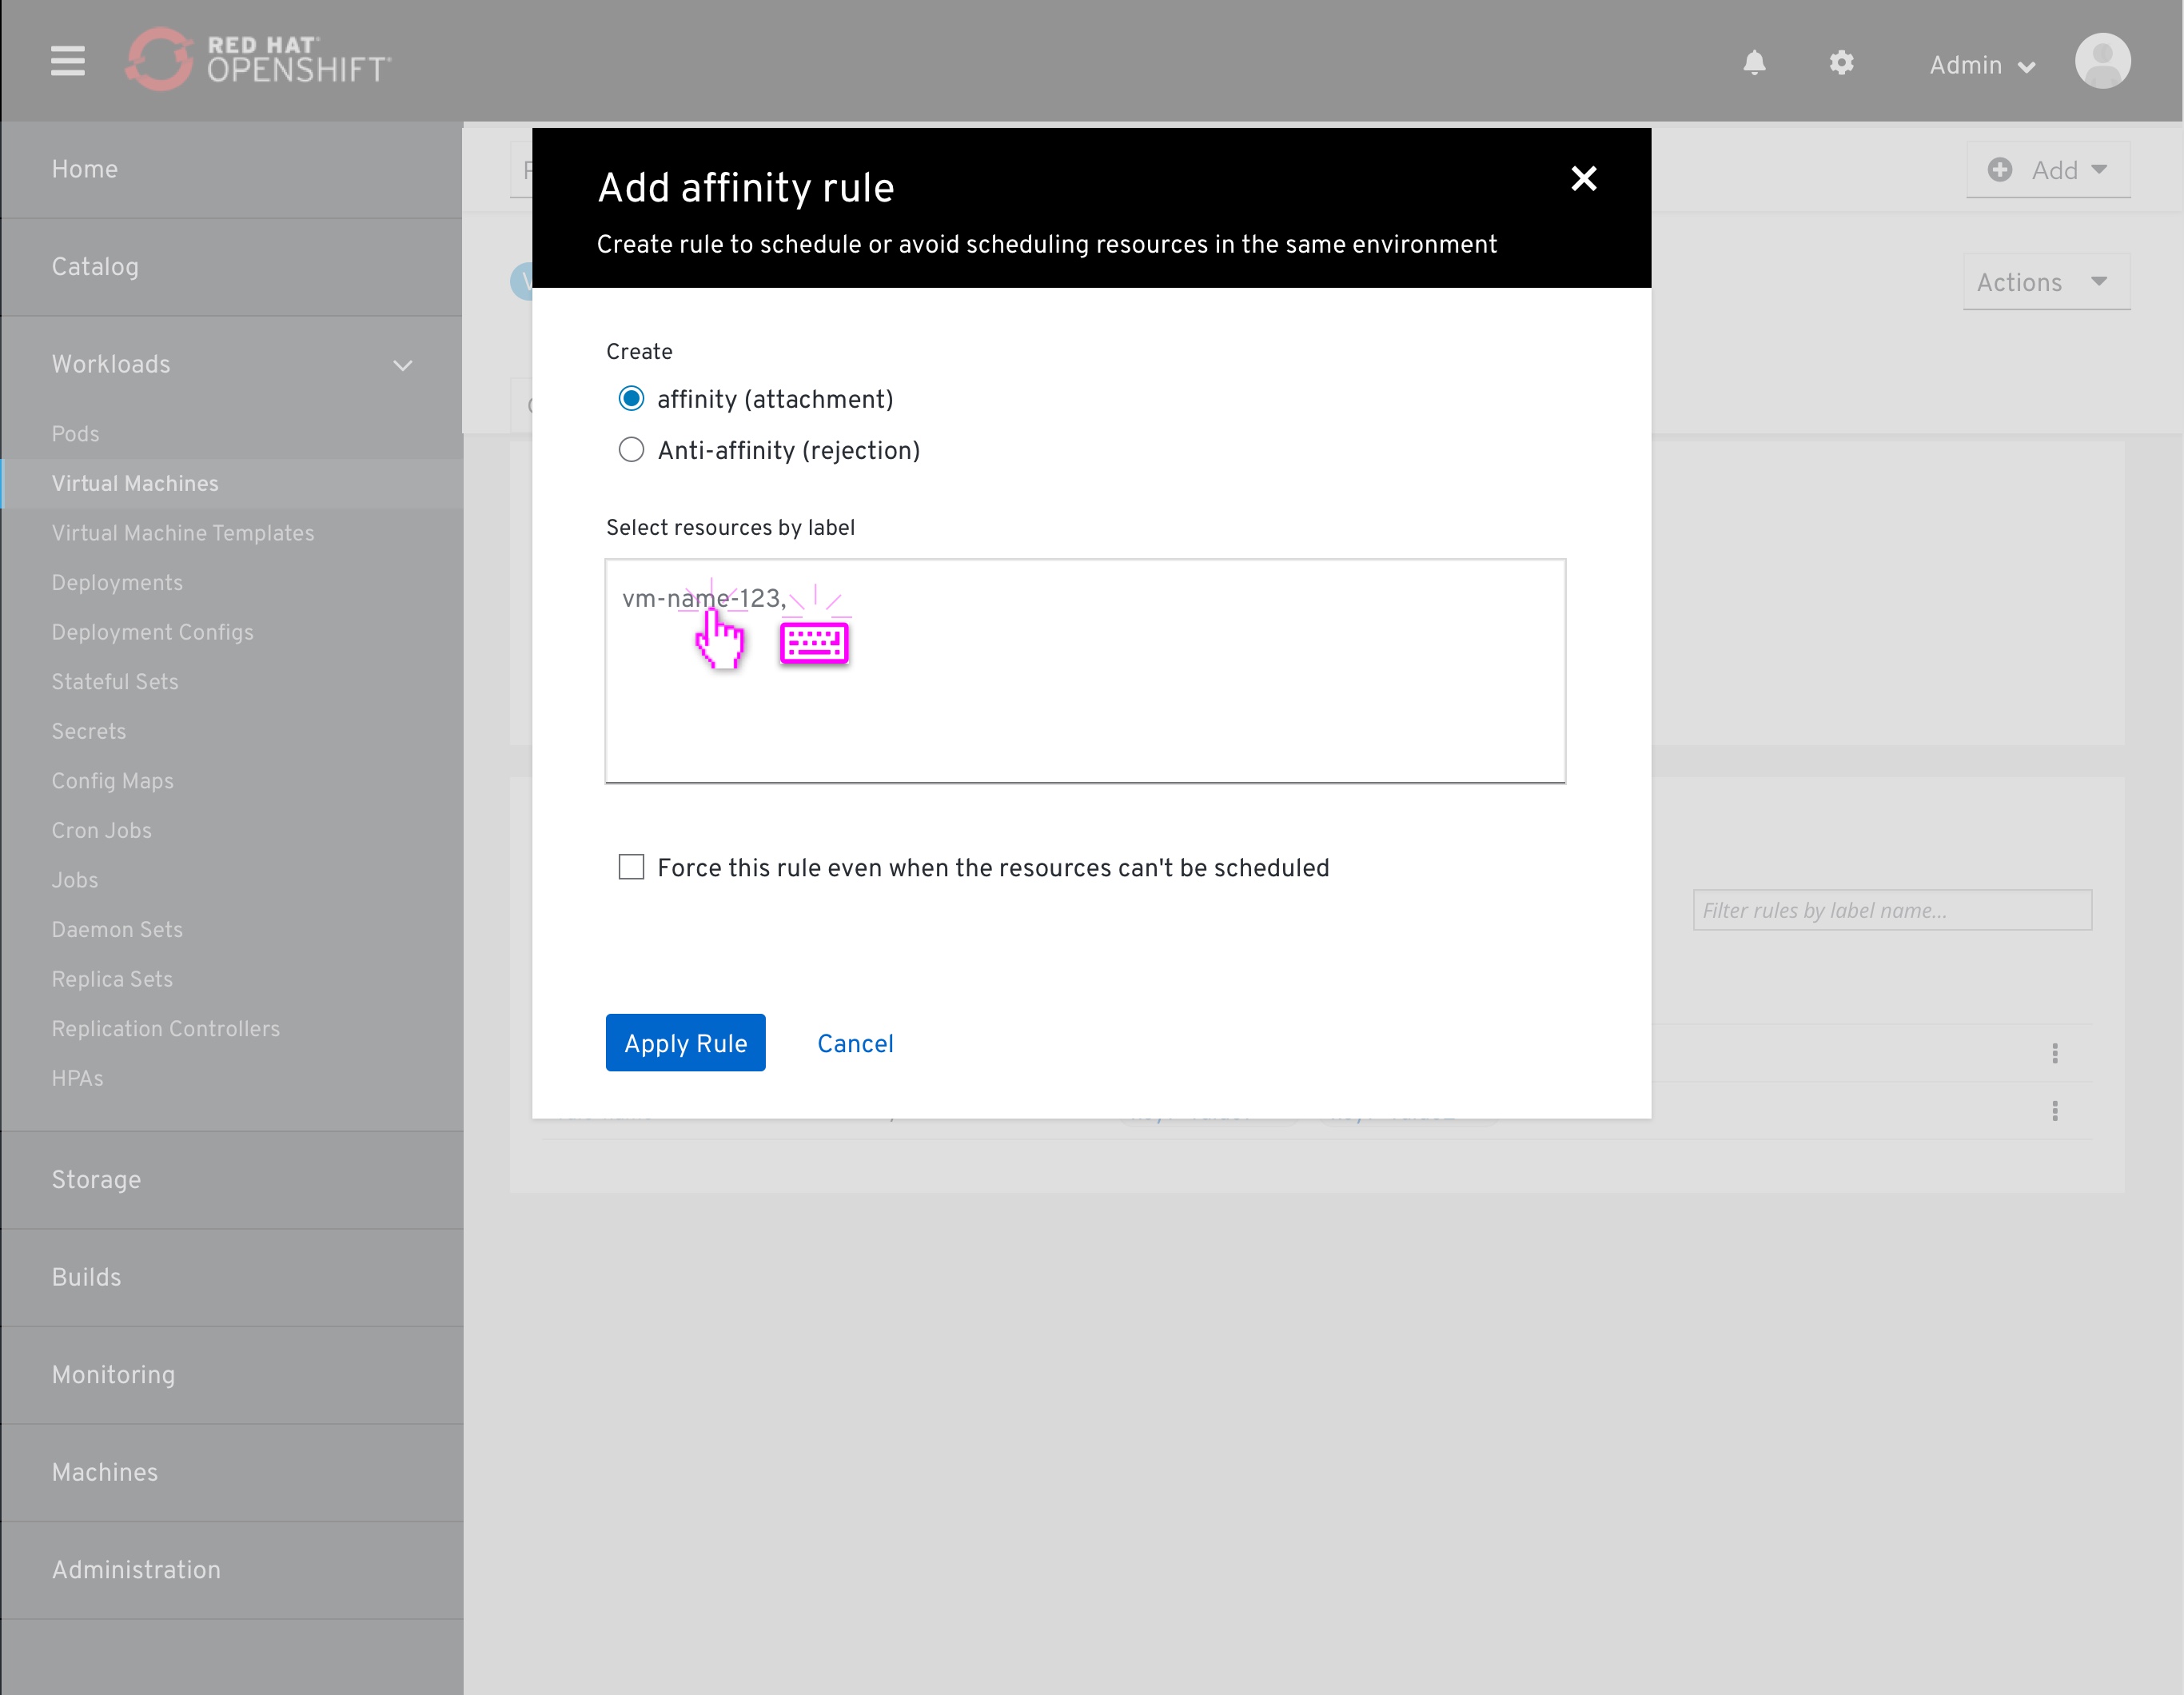 RED HAT
OPENSHIFT
Admin
Home
Catalog
Workloads
Pods
Virtual Machines
Virtual Machine Templates
Deployments
Deployment Configs
Stateful Sets
Secrets
Config Maps
Cron Jobs
Jobs
Daemon Sets
Replica Sets
Replication Controllers
HPAs
Storage
Builds
Monitoring
Machines
Administration
Add
Actions
Add affinity rule
Create rule to schedule or avoid scheduling resources in the same environment
Create
affinity (attachment)
Anti-affinity (rejection)
Select resources by label
vm-name-123,
Force this rule even when the resources can't be scheduled
Apply Rule
Cancel
Filter rules by label name...